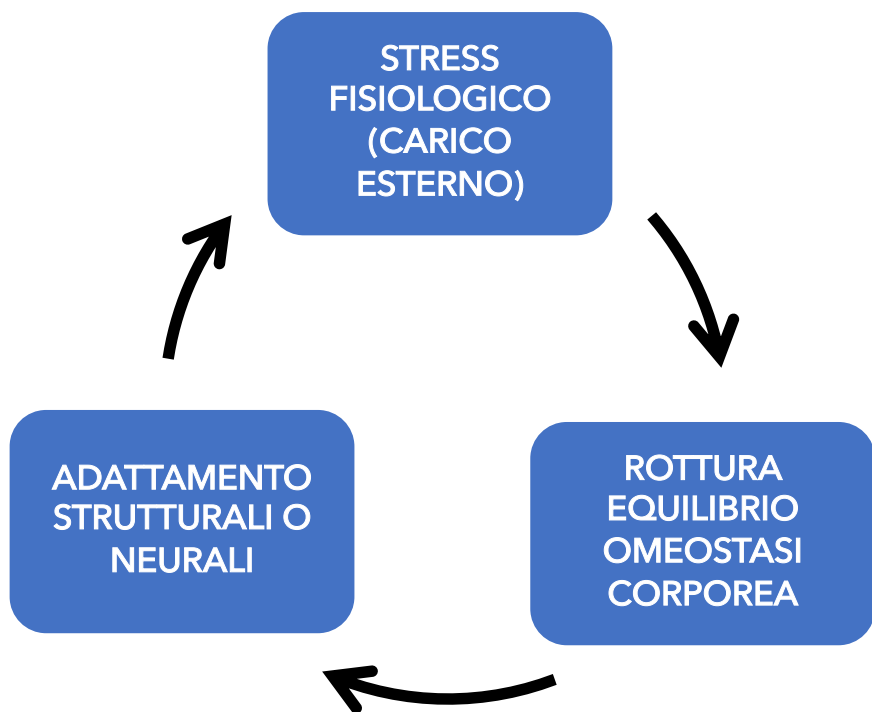 STRESS
FISIOLOGICO
(CARICO
ESTERNO)
ROTTURA
EQUILIBRIO
OMEOSTASI
CORPOREA
ADATTAMENTO
STRUTTURALI O
NEURALI